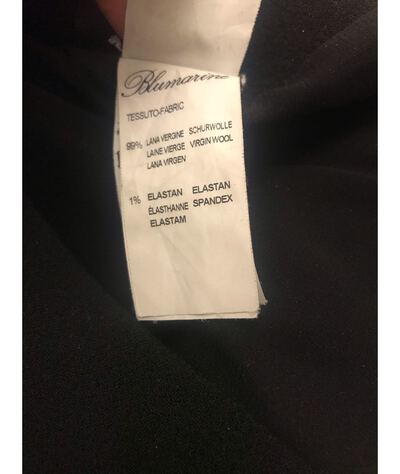 Blumarine
TESSUTO-FABRIC
99% LANA VERGINE SCHURWOLLE
LAINE VIERGE VIRGIN WOOL
LANA VIRGEN
1% ELASTAN ELASTAN
ÉLASTHANNE SPANDEX
ELASTAM